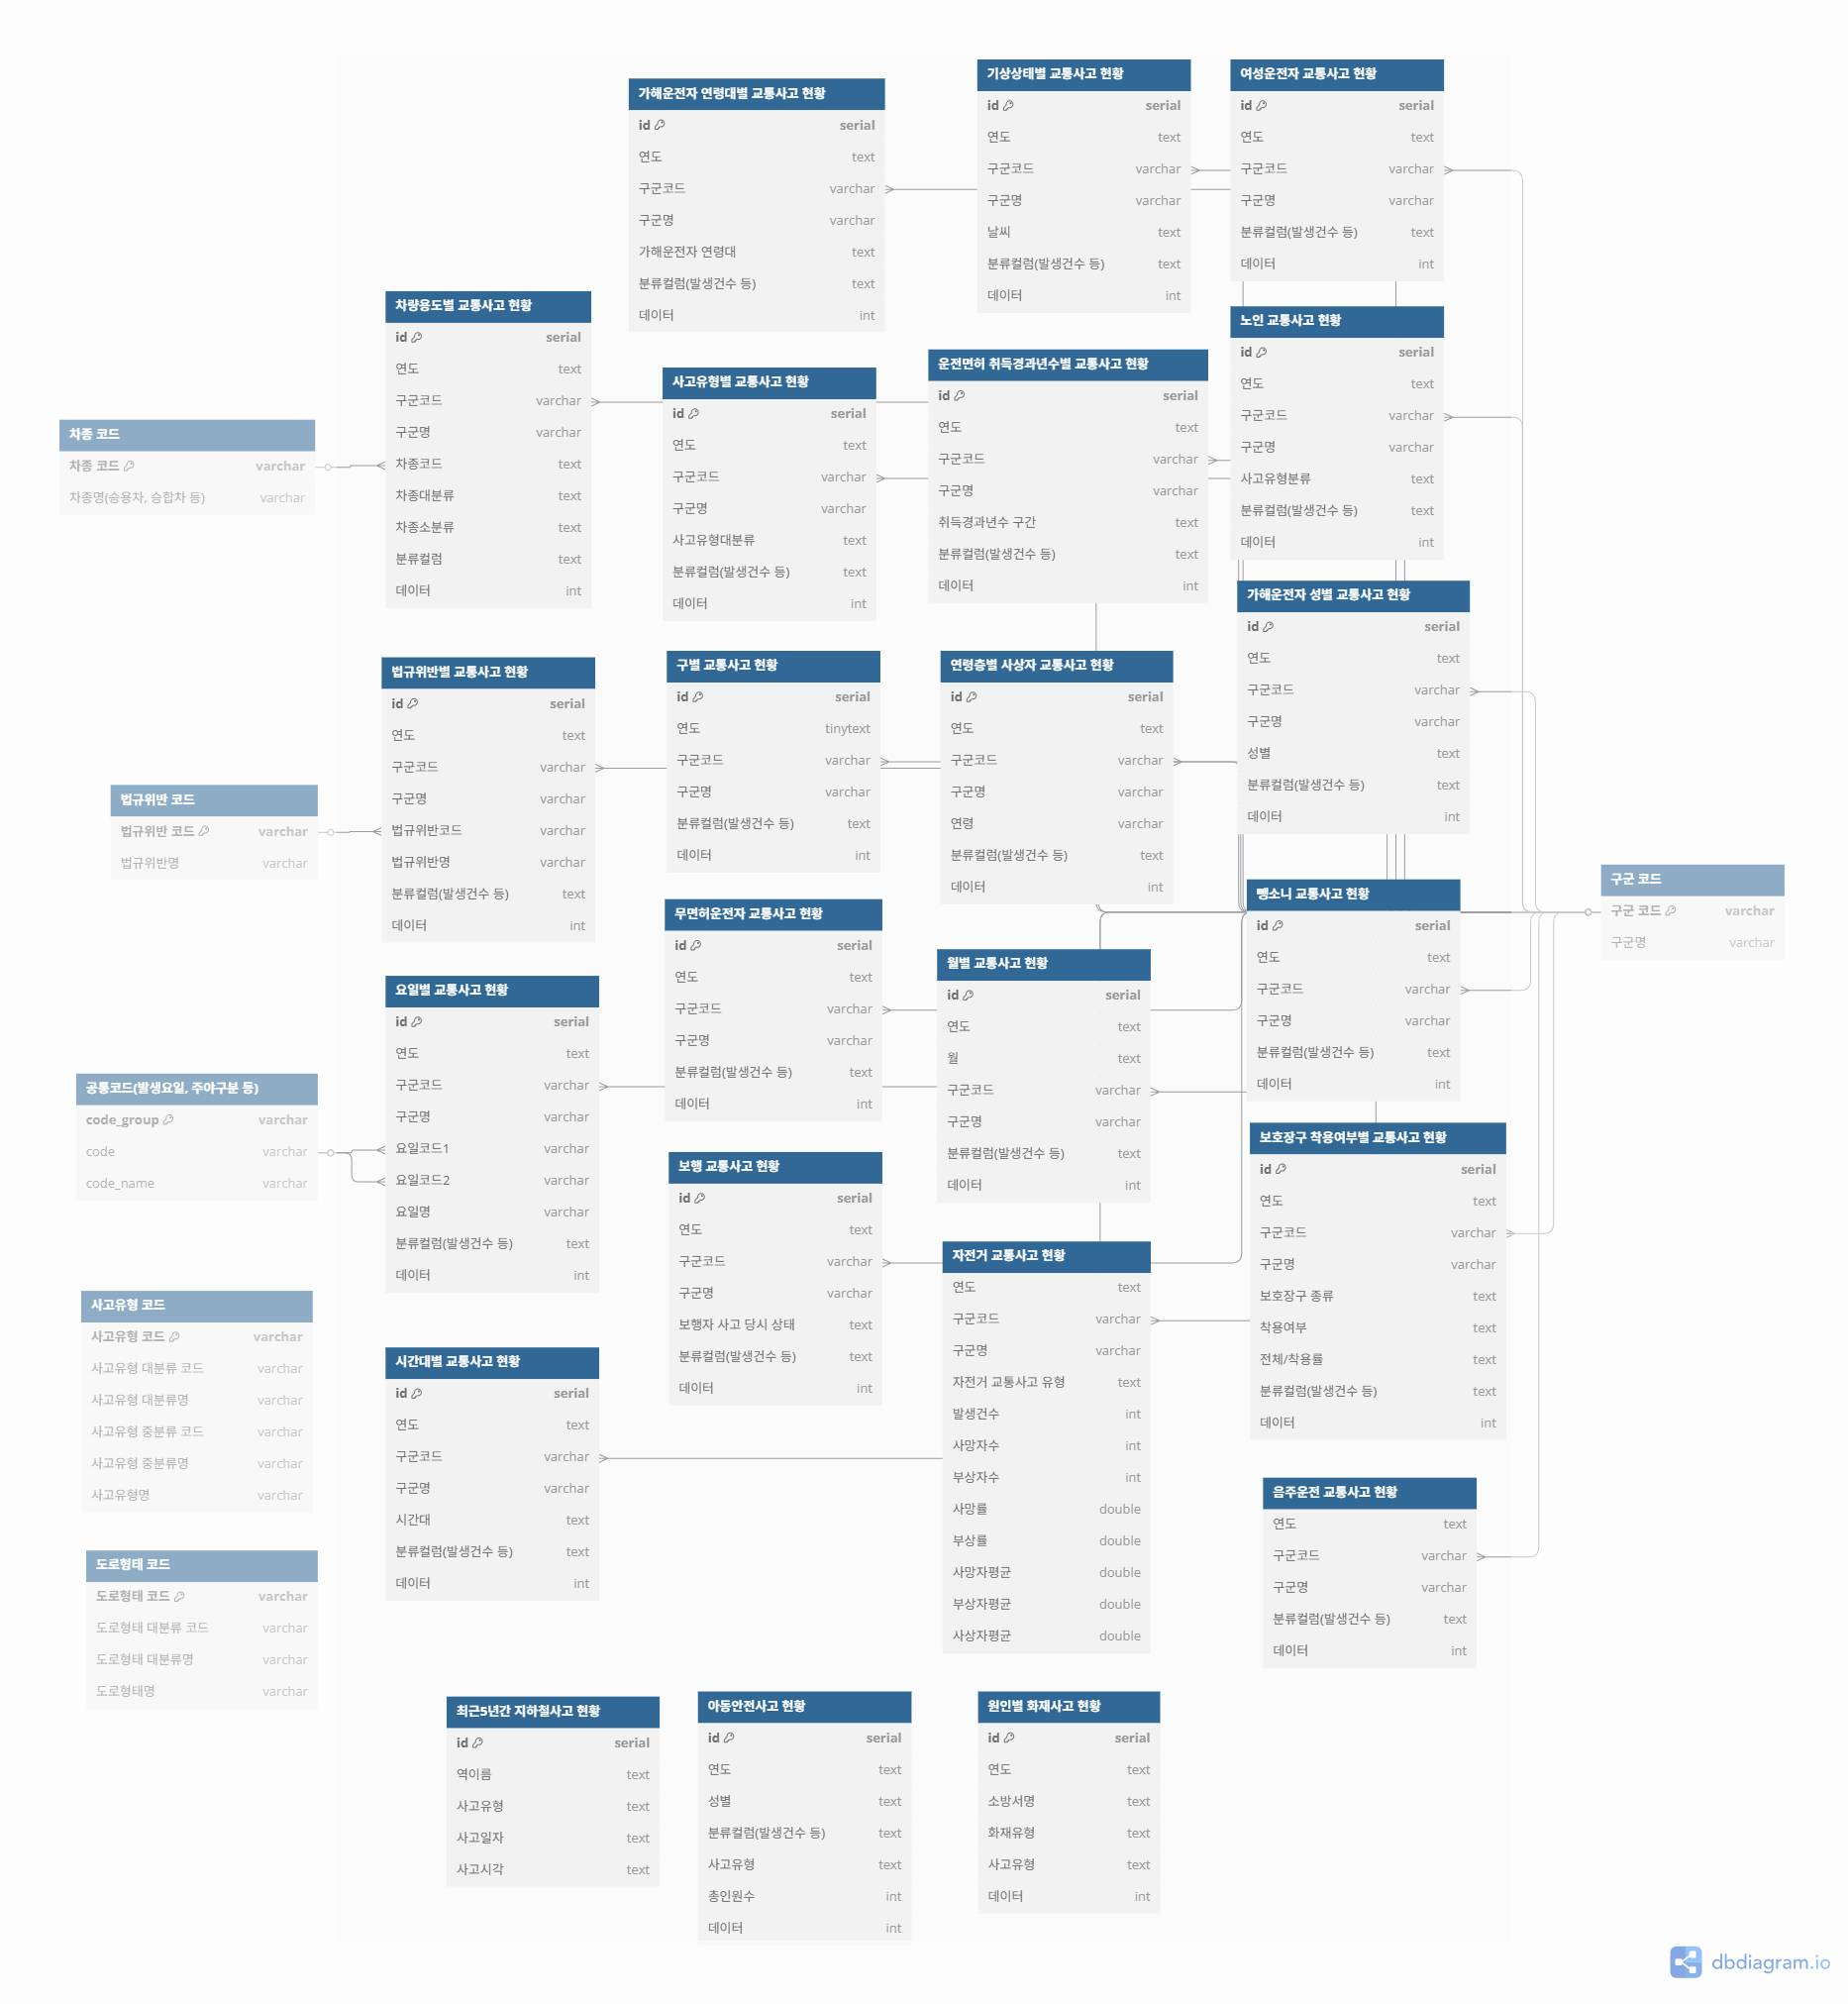 가해운전자 연령대별 교통사고 현황
id serial
연도 text
구군코드 varchar
구군명 varchar
가해운전자 연령대 text
분류컬럼(발생건수 등) text
데이터 int
기상상태별 교통사고 현황
id serial
연도 text
구군코드 varchar
구군명 varchar
날씨 text
분류컬럼(발생건수 등) text
데이터 int
여성운전자 교통사고 현황
id serial
연도 text
구군코드 varchar
구군명 varchar
분류컬럼(발생건수 등) text
데이터 int
차량용도별 교통사고 현황
id serial
연도 text
구군코드 varchar
구군명 varchar
차종코드 text
차종대분류 text
차종소분류 text
분류컬럼 text
데이터 int
사고유형별 교통사고 현황
id serial
연도 text
구군코드 varchar
구군명 varchar
사고유형대분류 text
분류컬럼(발생건수 등) text
데이터 int
운전면허 취득경과년수별 교통사고 현황
id serial
연도 text
구군코드 varchar
구군명 varchar
취득경과년수 구간 text
분류컬럼(발생건수 등) text
데이터 int
노인 교통사고 현황
id serial
연도 text
구군코드 varchar
구군명 varchar
사고유형분류 text
분류컬럼(발생건수 등) text
데이터 int
차종 코드
차종 코드 varchar
차종명(승용차, 승합차 등) varchar
가해운전자 성별 교통사고 현황
id serial
연도 text
구군코드 varchar
구군명 varchar
성별 text
분류컬럼(발생건수 등) text
데이터 int
법규위반별 교통사고 현황
id serial
연도 text
구군코드 varchar
구군명 varchar
법규위반코드 varchar
법규위반명 varchar
분류컬럼(발생건수 등) text
데이터 int
구별 교통사고 현황
id serial
연도 tinytext
구군코드 varchar
구군명 varchar
분류컬럼(발생건수 등) text
데이터 int
연령층별 사상자 교통사고 현황
id serial
연도 text
구군코드 varchar
구군명 varchar
연령 varchar
분류컬럼(발생건수 등) text
데이터 int
법규위반 코드
법규위반 코드 varchar
법규위반명 varchar
구군 코드
구군 코드 varchar
구군명 varchar
뺑소니 교통사고 현황
id serial
연도 text
구군코드 varchar
구군명 varchar
분류컬럼(발생건수 등) text
데이터 int
무면허운전자 교통사고 현황
id serial
연도 text
구군코드 varchar
구군명 varchar
분류컬럼(발생건수 등) text
데이터 int
월별 교통사고 현황
id serial
연도 text
월 text
구군코드 varchar
구군명 varchar
분류컬럼(발생건수 등) text
데이터 int
요일별 교통사고 현황
id serial
연도 text
구군코드 varchar
구군명 varchar
요일코드1 varchar
요일코드2 varchar
요일명 varchar
분류컬럼(발생건수 등) text
데이터 int
공통코드(발생요일, 주야구분 등)
code_group varchar
code varchar
code_name varchar
보호장구 착용여부별 교통사고 현황
id serial
연도 text
구군코드 varchar
구군명 varchar
보호장구 종류 text
착용여부 text
전체/착용률 text
분류컬럼(발생건수 등) text
데이터 int
보행 교통사고 현황
id serial
연도 text
구군코드 varchar
구군명 varchar
보행자 사고 당시 상태 text
분류컬럼(발생건수 등) text
데이터 int
자전거 교통사고 현황
연도 text
구군코드 varchar
구군명 varchar
자전거 교통사고 유형 text
발생건수 int
사망자수 int
부상자수 int
사망률 double
부상률 double
사망자평균 double
부상자평균 double
사상자평균 double
사고유형 코드
사고유형 코드 varchar
사고유형 대분류 코드 varchar
사고유형 대분류명 varchar
사고유형 중분류 코드 varchar
사고유형 중분류명 varchar
사고유형명 varchar
시간대별 교통사고 현황
id serial
연도 text
구군코드 varchar
구군명 varchar
시간대 text
분류컬럼(발생건수 등) text
데이터 int
음주운전 교통사고 현황
연도 text
구군코드 varchar
구군명 varchar
분류컬럼(발생건수 등) text
데이터 int
도로형태 코드
도로형태 코드 varchar
도로형태 대분류 코드 varchar
도로형태 대분류명 varchar
도로형태명 varchar
최근5년간 지하철사고 현황
id serial
역이름 text
사고유형 text
사고일자 text
사고시각 text
아동안전사고 현황
id serial
연도 text
성별 text
분류컬럼(발생건수 등) text
사고유형 text
총인원수 int
데이터 int
원인별 화재사고 현황
id serial
연도 text
소방서명 text
화재유형 text
사고유형 text
데이터 int
dbdiagram.io